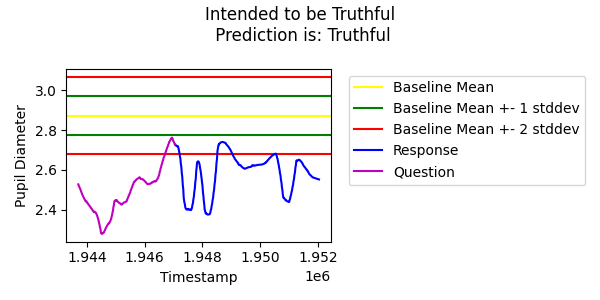 Intended to be Truthful
Prediction is: Truthful
3.0
2.8
2.6
2.4
Pupil Diameter
1.944 1.946 1.948 1.950 1.952
1e6
Timestamp
Baseline Mean
Baseline Mean +- 1 stddev
Baseline Mean +- 2 stddev
Response
Question